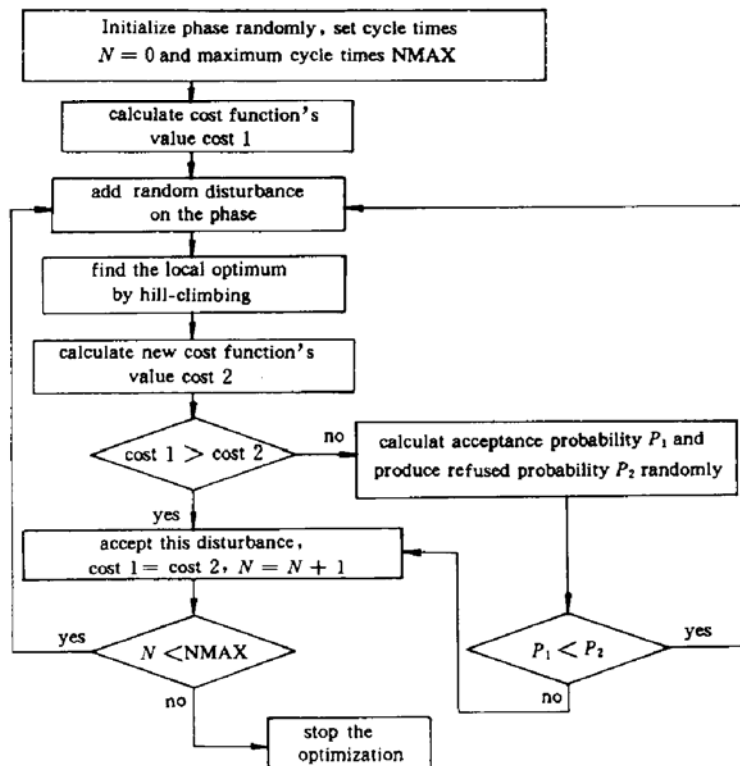 Initialize phase randomly, set cycle times
N = 0 and maximum cycle times NMAX
calculate cost function's
value cost 1
add random disturbance
on the phase
find the local optimum
by hill-climbing
calculate new cost function's
value cost 2
cost 1 > cost 2
no
calculat acceptance probability P₁ and
produce refused probability P₂ randomly
yes
accept this disturbance,
cost 1 = cost 2, N = N + 1
yes
N < NMAX
P₁ < P₂
yes
no
no
stop the
optimization